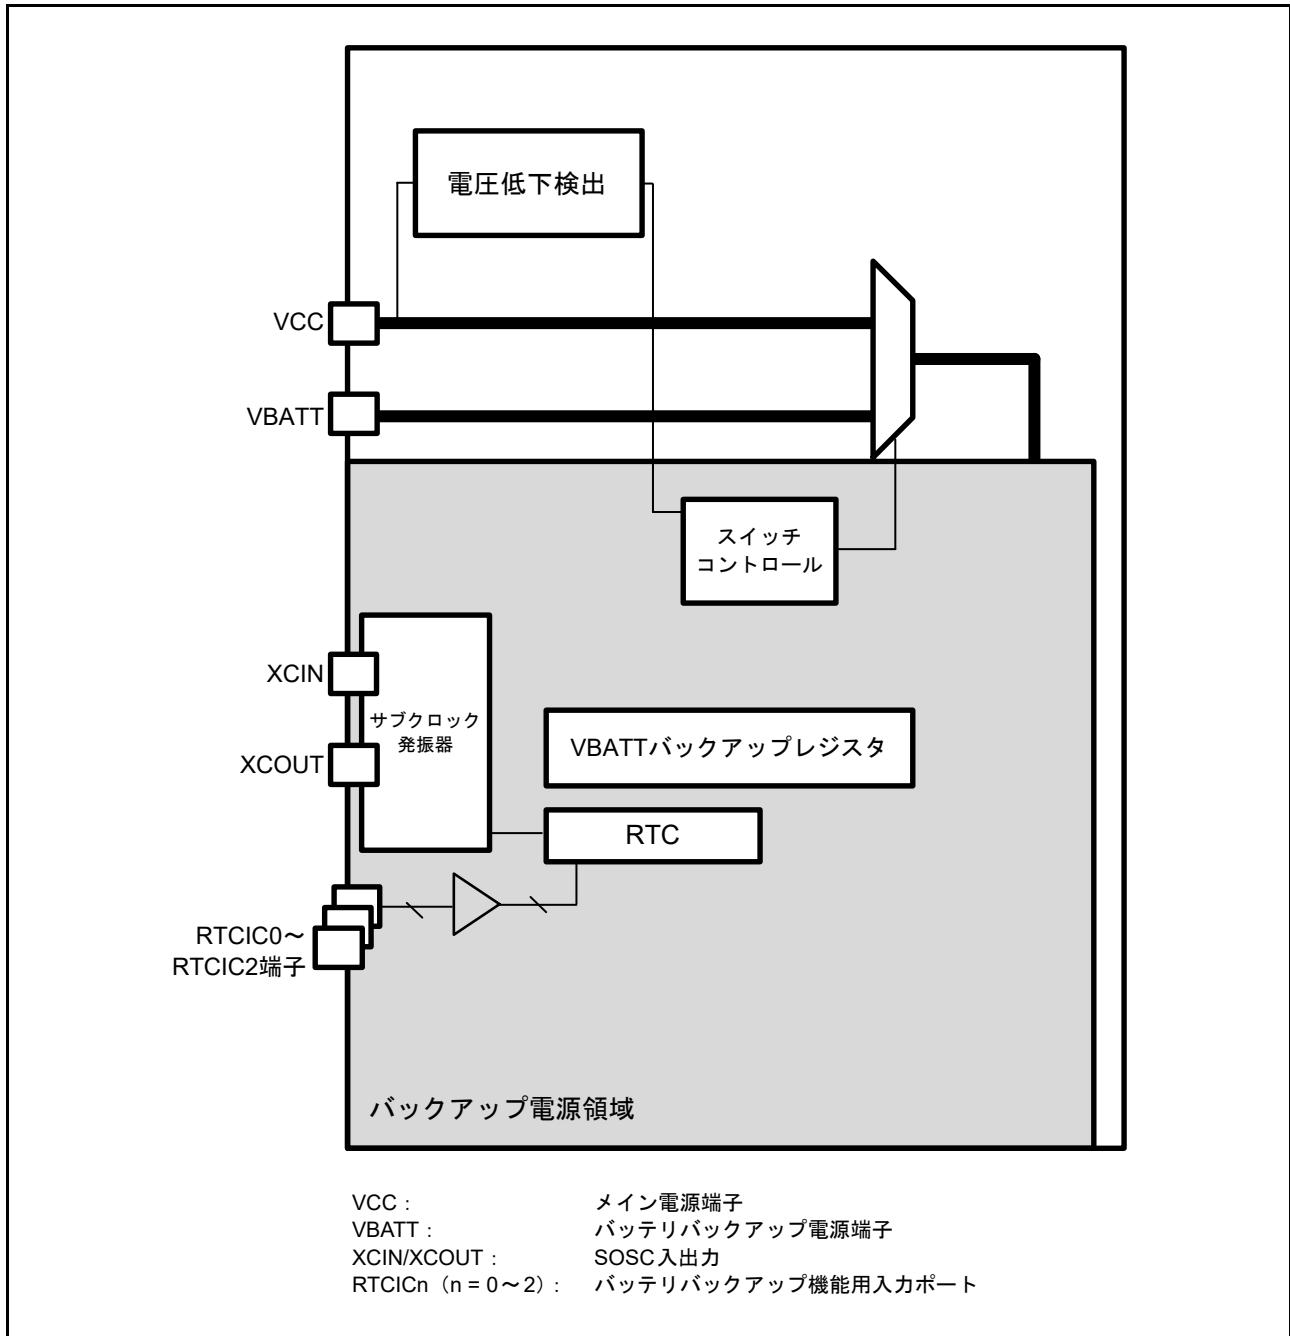 電圧低下検出
VCC
VBATT
スイッチ
コントロール
XCIN
サブクロック
発振器
XCOUT
VBATTバックアップレジスタ
RTC
RTCIC0～
RTCIC2端子
バックアップ電源領域
VCC： メイン電源端子
VBATT： バッテリバックアップ電源端子
XCIN/XCOUT： SOSC入出力
RTCICn（n = 0～2）： バッテリバックアップ機能用入力ポート